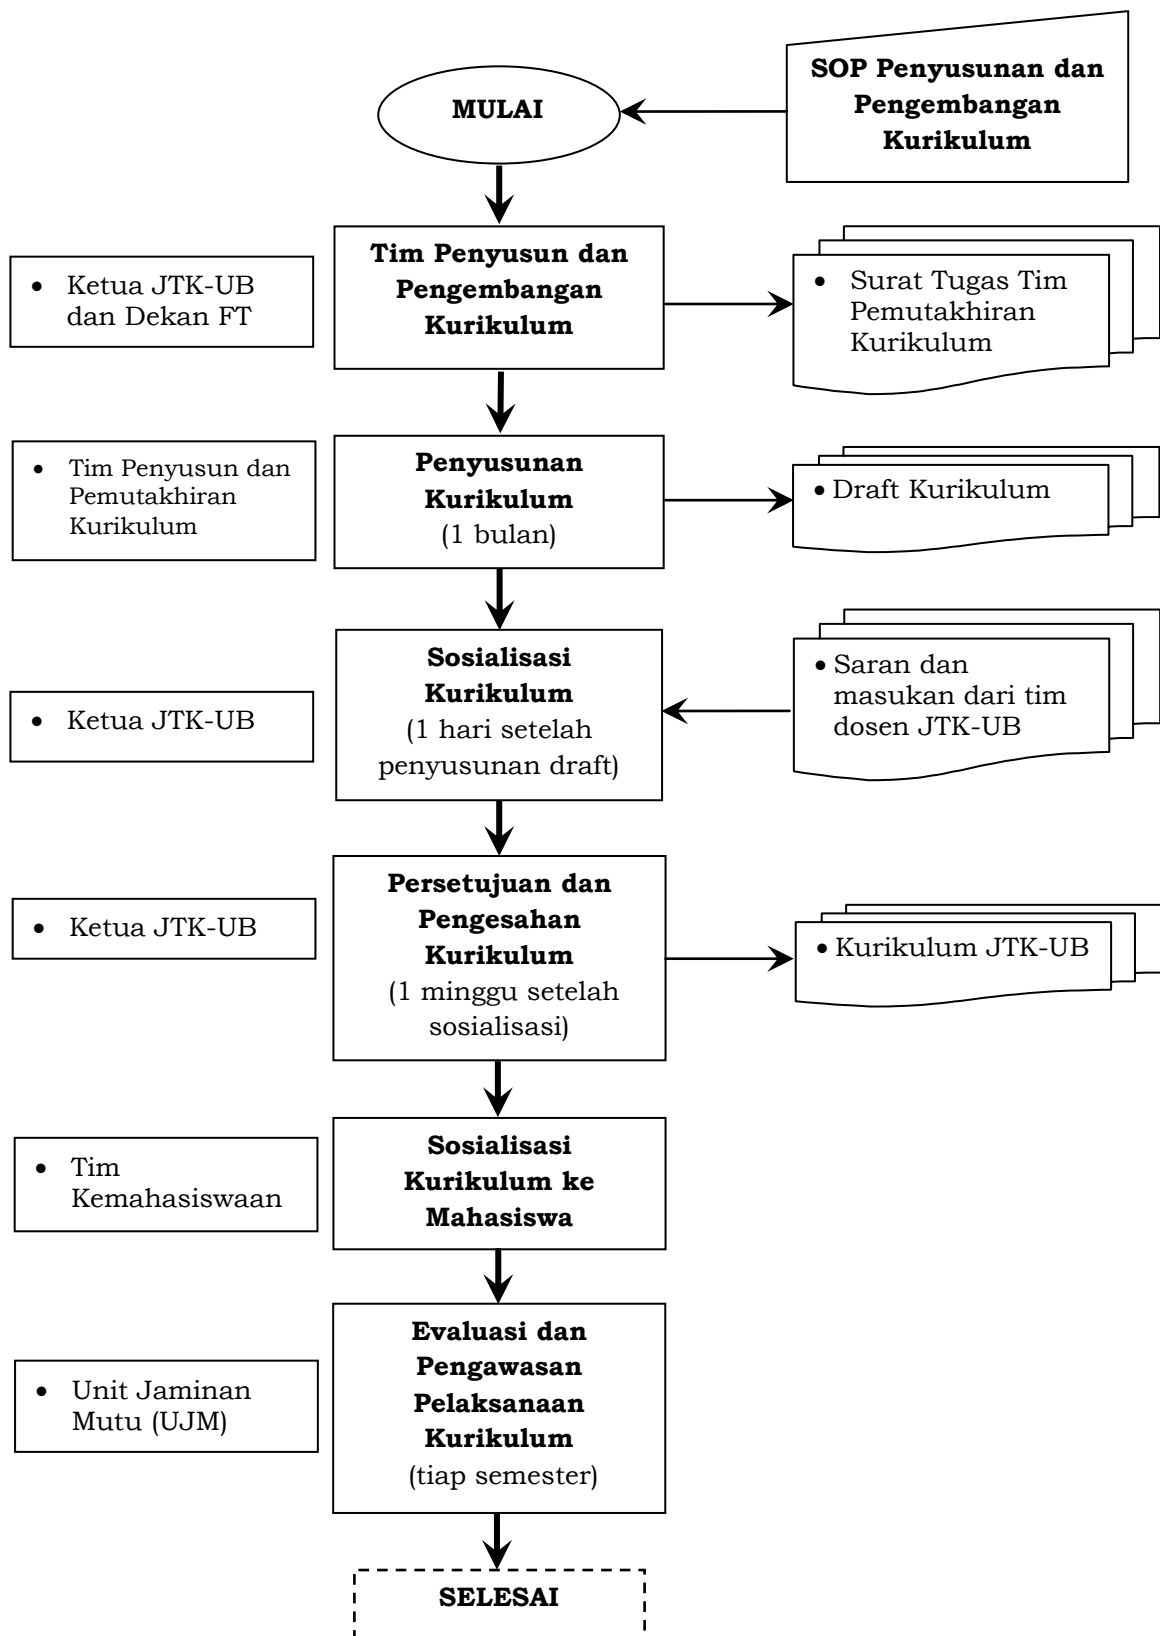 MULAI
SOP Penyusunan dan
Pengembangan
Kurikulum
• Ketua JTK-UB
dan Dekan FT
Tim Penyusun dan
Pengembangan
Kurikulum
• Surat Tugas Tim
Pemutakhiran
Kurikulum
• Tim Penyusun dan
Pemutakhiran
Kurikulum
Penyusunan
Kurikulum
(1 bulan)
• Draft Kurikulum
• Ketua JTK-UB
Sosialisasi
Kurikulum
(1 hari setelah
penyusunan draft)
• Saran dan
masukan dari tim
dosen JTK-UB
• Ketua JTK-UB
Persetujuan dan
Pengesahan
Kurikulum
(1 minggu setelah
sosialisasi)
• Kurikulum JTK-UB
• Tim
Kemahasiswaan
Sosialisasi
Kurikulum ke
Mahasiswa
• Unit Jaminan
Mutu (UJM)
Evaluasi dan
Pengawasan
Pelaksanaan
Kurikulum
(tiap semester)
SELESAI